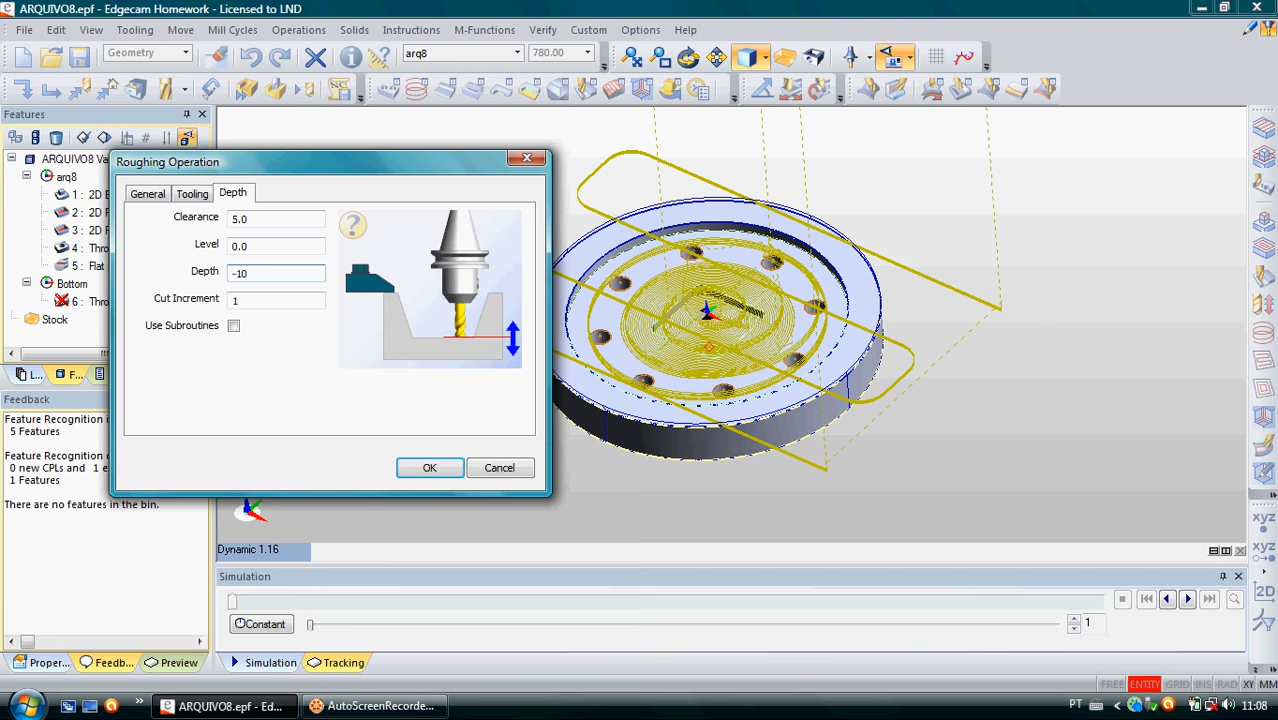 ARQUIVO8.epf - Edgecam Homework - Licensed to LND
File Edit View Tooling Move Mill Cycles Operations Solids Instructions M-Functions Verify Custom Options Help
Geometry arq8 780.00
Features
ARQUIVO8 Va
arq8
1 : 2D
2 : 2D
3 : 2D
4 : Thro
5 : Flat
Bottom
6 : Thro
Stock
L... F...
Roughing Operation
General Tooling Depth
Clearance 5.0
Level 0.0
Depth -10
Cut Increment 1
Use Subroutines
OK Cancel
Feedback
Feature Recognition i
5 Features
Feature Recognition
0 new CPLs and 1 e
1 Features
There are no features in the bin.
Dynamic 1.16
Simulation
Constant 1
Proper... Feedb... Preview
Simulation Tracking
xyz
xyz
2D
FREE ENTITY GRID INS RAD XY MM
ARQUIVO8.epf - Ed... AutoScreenRecorde... PT 11:08